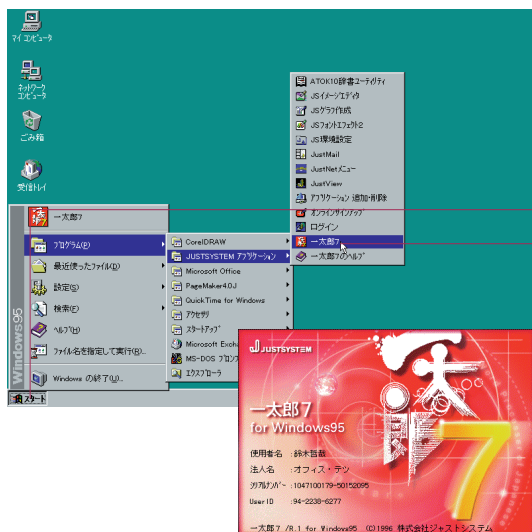 マイ コンピュータ
ネットワーク
コンピュータ
ごみ箱
受信トレイ
一太郎7
プログラム(P)
最近使ったファイル(D)
設定(S)
検索(F)
ヘルプ(H)
ファイル名を指定して実行(R)...
Windows の終了(U)...
Windows95
スタート
CorelDRAW
JUSTSYSTEM アプリケーション
Microsoft Office
PageMaker4.0J
QuickTime for Windows
アクセサリ
スタートアップ
Microsoft Excha
MS-DOS プロンプ
エクスプローラ
ATOK10辞書ユーティリティ
JSイメージエディタ
JSグラフ作成
JSフォントエフェクト2
JS環境設定
JustMail
JustNetメニュー
JustView
アプリケーション 追加・削除
オンラインサインアップ
ログイン
一太郎7
一太郎7のヘルプ
JUSTSYSTEM
一太郎7
一太郎7
for Windows95
使用者名 :鈴木哲哉
法人名 :オフィス・テツ
シリアルナンバー :1047100179-50152095
User ID :94-2238-6277
一太郎7 /R.1 for Windows95 (C)1996 株式会社ジャストシステム